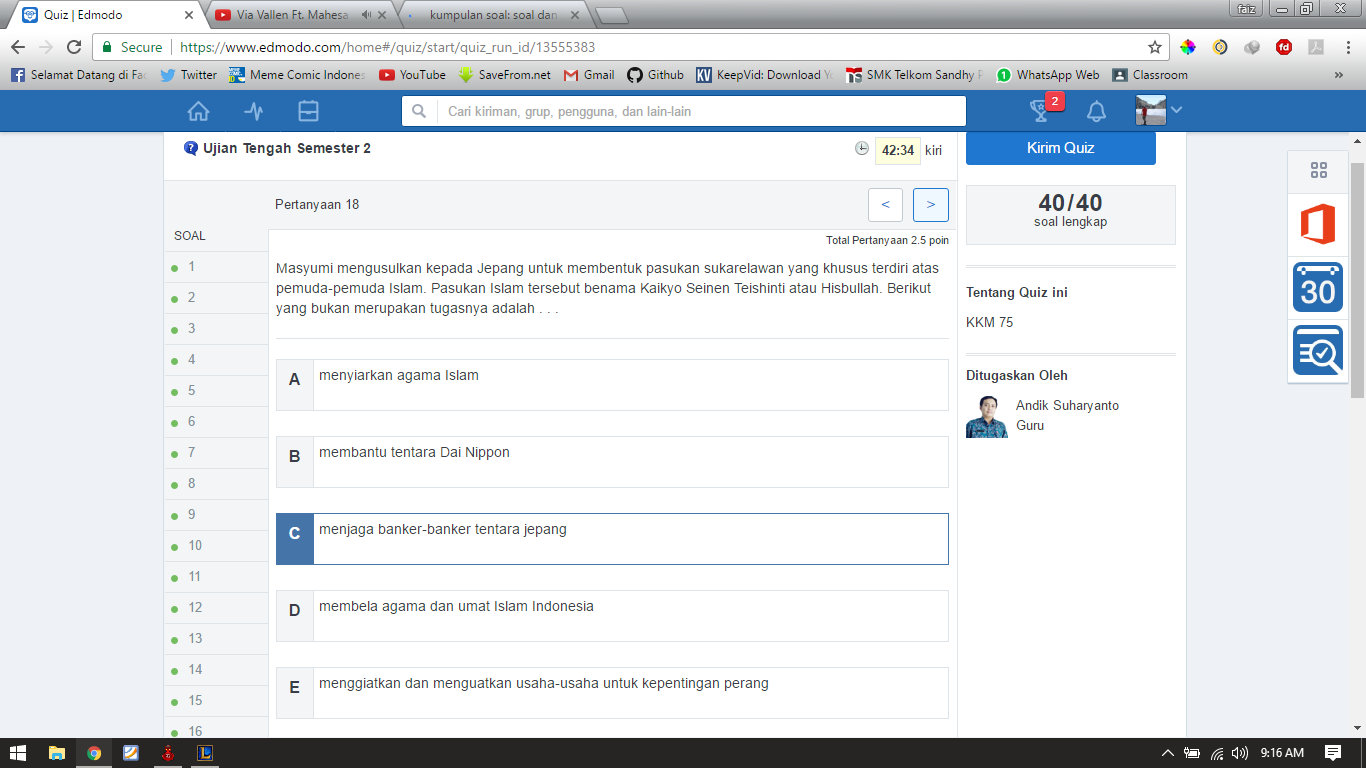 Quiz | Edmodo
Via Vallen Ft. Mahesa
kumpulan soal: soal dan
faiz
Secure
https://www.edmodo.com/home#/quiz/start/quiz_run_id/13555383
fd
Selamat Datang di Fac
Twitter
Meme Comic Indones
YouTube
SaveFrom.net
Gmail
Github
KV
KeepVid: Download Yo
SMK Telkom Sandhy P
1
WhatsApp Web
Classroom
»
Cari kiriman, grup, pengguna, dan lain-lain
2
Ujian Tengah Semester 2
42:34 kiri
Kirim Quiz
Pertanyaan 18
<
>
40/40
soal lengkap
SOAL
Total Pertanyaan 2.5 poin
1
2
3
4
5
6
7
8
9
10
11
12
13
14
15
16
Masyumi mengusulkan kepada Jepang untuk membentuk pasukan sukarelawan yang khusus terdiri atas
pemuda-pemuda Islam. Pasukan Islam tersebut benama Kaikyo Seinen Teishinti atau Hisbullah. Berikut
yang bukan merupakan tugasnya adalah . . .
A menyiarkan agama Islam
B membantu tentara Dai Nippon
C menjaga banker-banker tentara jepang
D membela agama dan umat Islam Indonesia
E menggiatkan dan menguatkan usaha-usaha untuk kepentingan perang
Tentang Quiz ini
KKM 75
Ditugaskan Oleh
Andik Suharyanto
Guru
30
9:16 AM